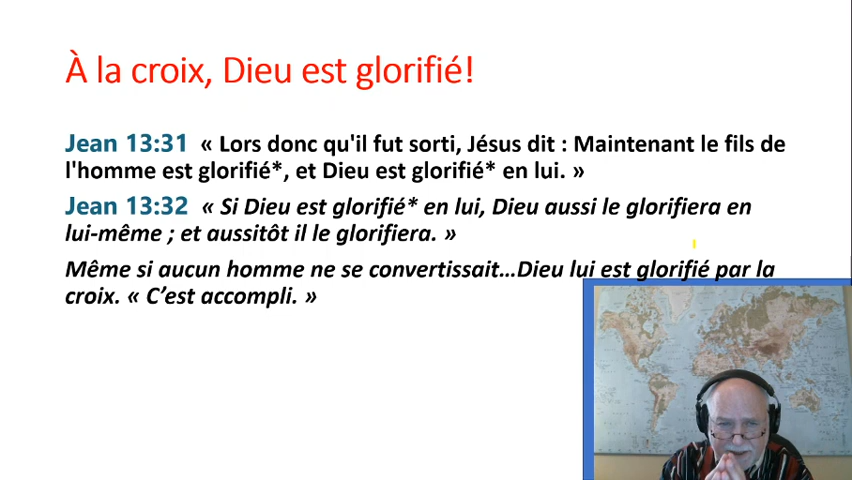 À la croix, Dieu est glorifié!
Jean 13:31 « Lors donc qu'il fut sorti, Jésus dit : Maintenant le fils de
l'homme est glorifié*, et Dieu est glorifié* en lui. »
Jean 13:32 « Si Dieu est glorifié* en lui, Dieu aussi le glorifiera en
lui-même ; et aussitôt il le glorifiera. »
Même si aucun homme ne se convertissait…Dieu lui est glorifié par la
croix. « C’est accompli. »